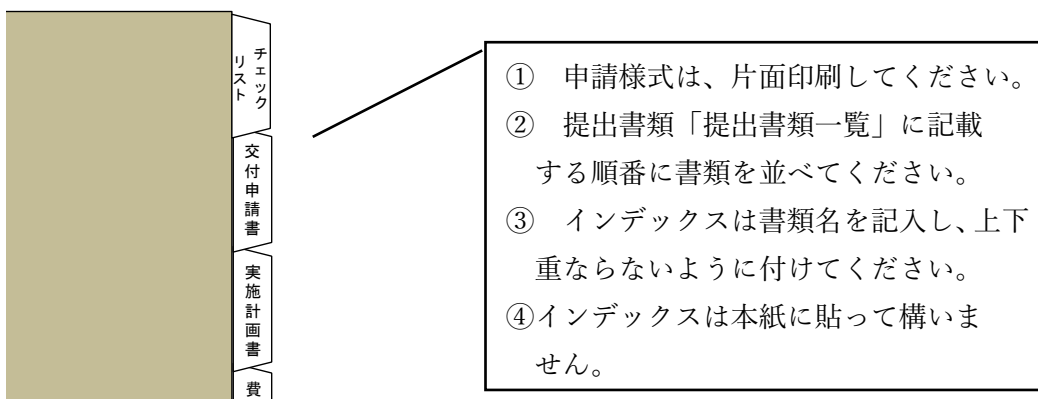 チェック
リスト
交付申請書
実施計画書
費
① 申請様式は、片面印刷してください。
② 提出書類「提出書類一覧」に記載
する順番に書類を並べてください。
③ インデックスは書類名を記入し、上下
重ならないように付けてください。
④インデックスは本紙に貼って構いま
せん。